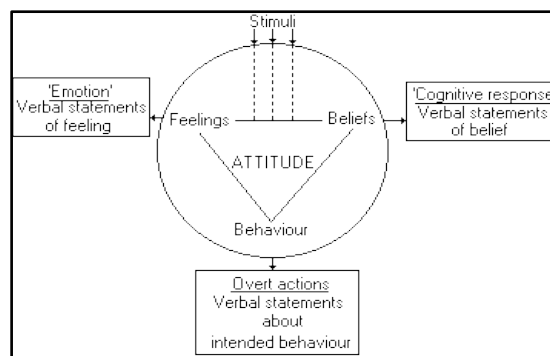 Stimuli
'Emotion'
Verbal statements
of feeling
Feelings
Beliefs
'Cognitive response
Verbal statements
of belief
ATTITUDE
Behaviour
Overt actions
Verbal statements
about
intended behaviour